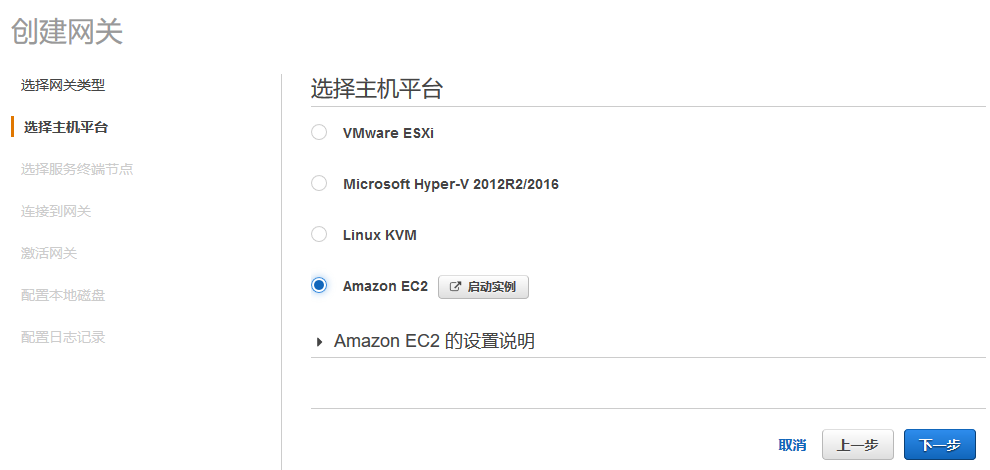 创建网关
选择网关类型
选择主机平台
选择服务终端节点
连接到网关
激活网关
配置本地磁盘
配置日志记录
选择主机平台
VMware ESXi
Microsoft Hyper-V 2012R2/2016
Linux KVM
Amazon EC2 启动实例
Amazon EC2 的设置说明
取消 上一步 下一步